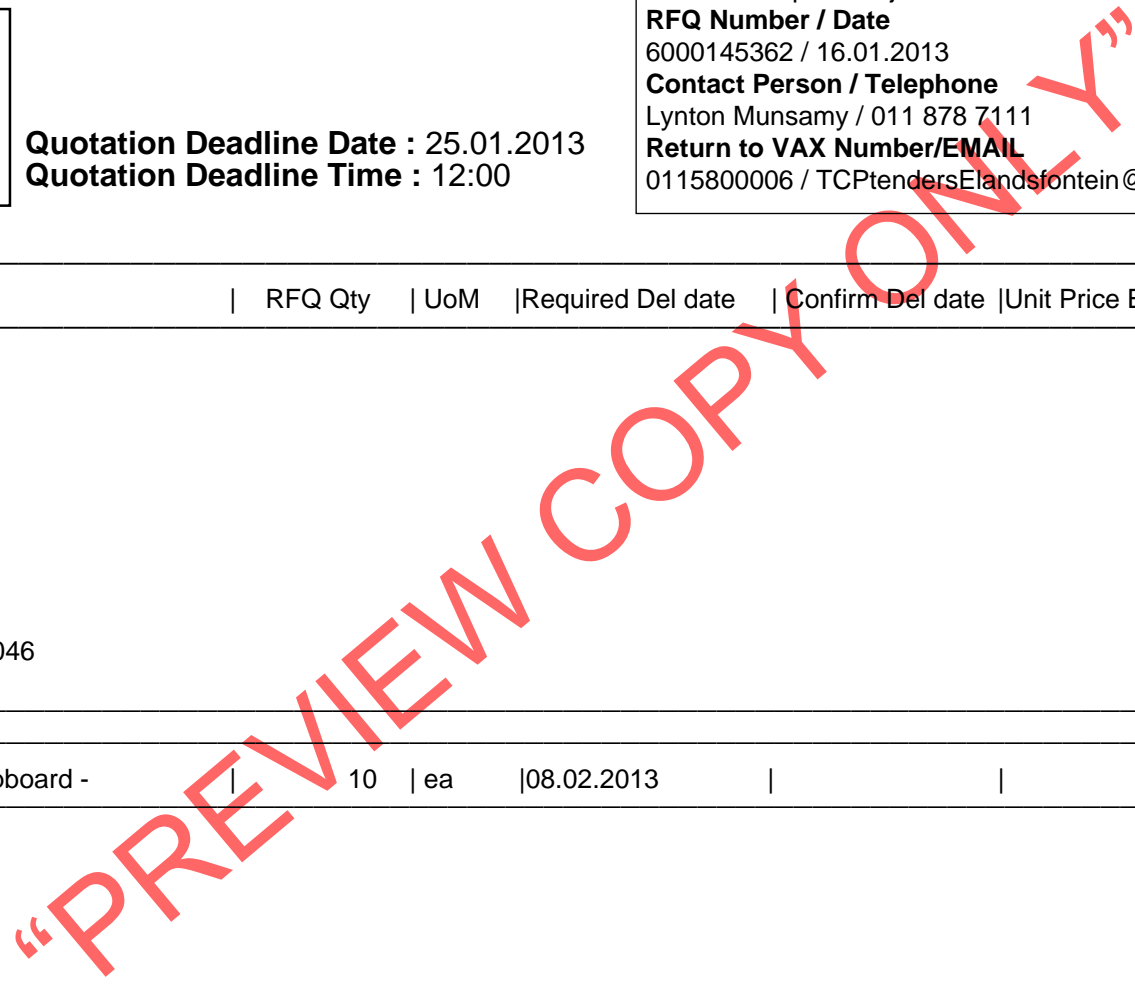 RFQ Number / Date
6000145362 / 16.01.2013
Contact Person / Telephone
Lynton Munsamy / 011 878 7111
Return to VAX Number/EMAIL
0115800006 / TCPtendersElandsfontein@
Quotation Deadline Date : 25.01.2013
Quotation Deadline Time : 12:00
| RFQ Qty | UoM |Required Del date | Confirm Del date |Unit Price
046
board - | 10 | ea |08.02.2013 | |
“PREVIEW COPY ONLY”